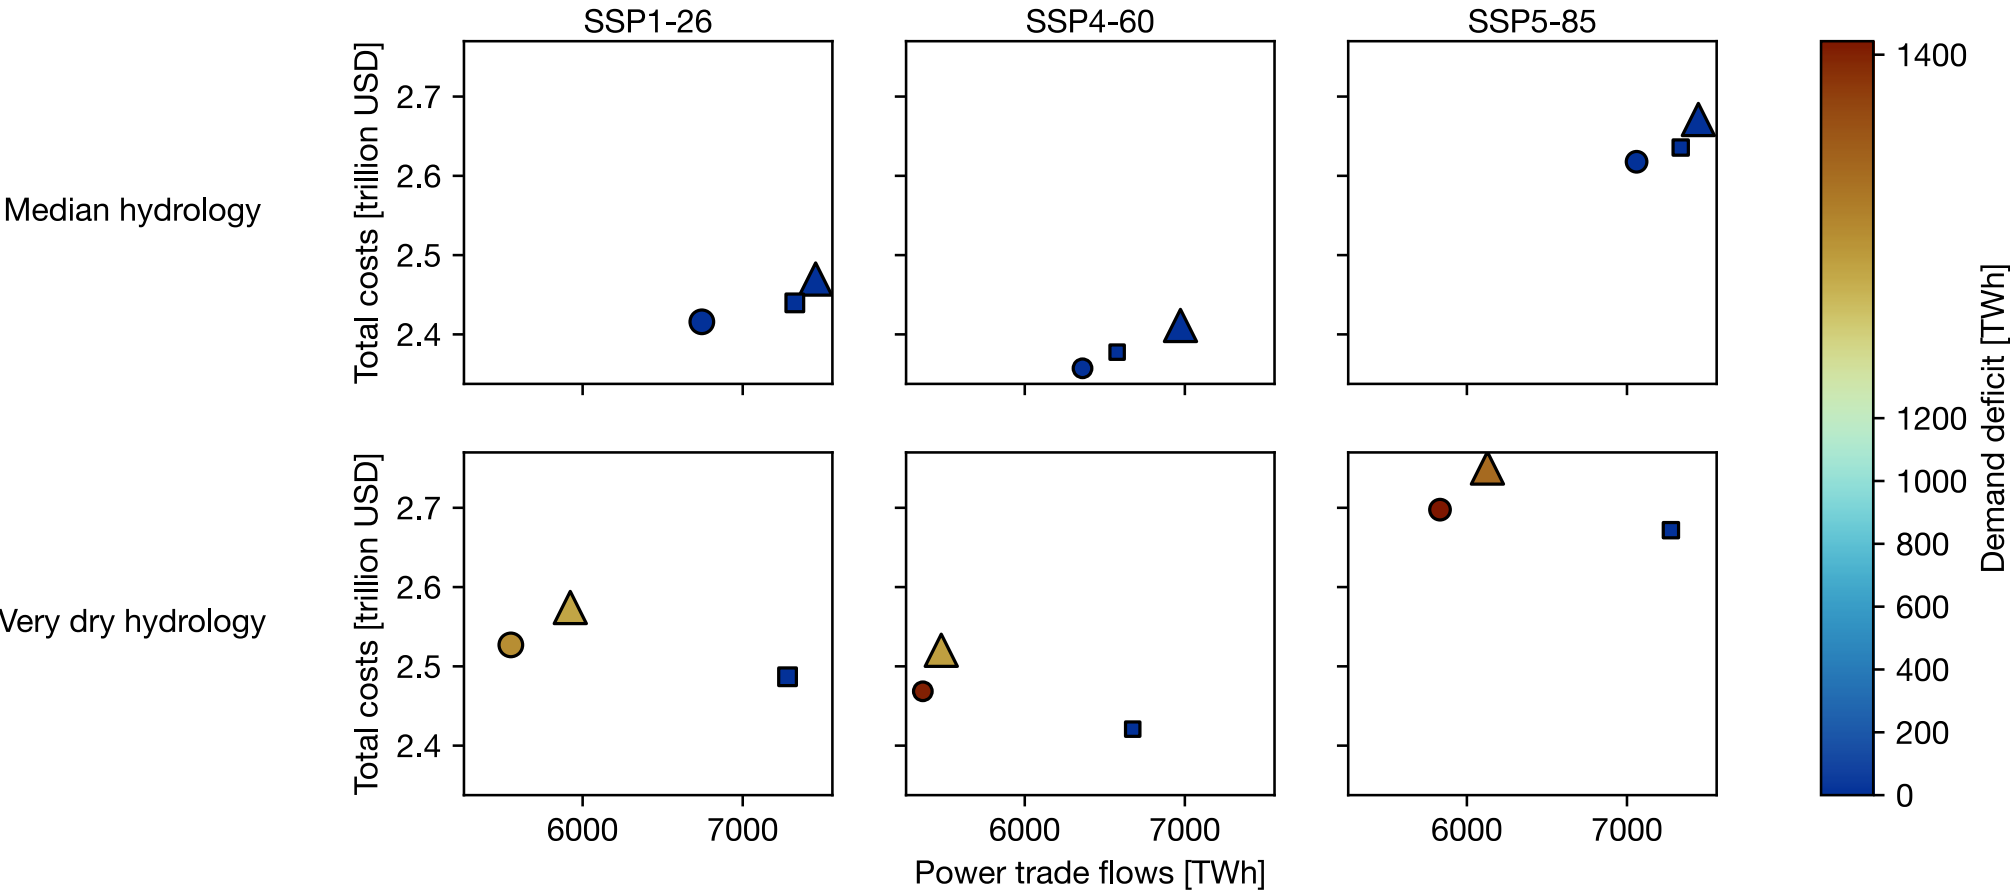 SSP1-26
SSP4-60
SSP5-85
Median hydrology
Total costs [trillion USD]
2.7
2.6
2.5
2.4
Very dry hydrology
Total costs [trillion USD]
2.7
2.6
2.5
2.4
6000 7000
6000 7000
6000 7000
Power trade flows [TWh]
1400
1200
1000
800
600
400
200
0
Demand deficit [TWh]